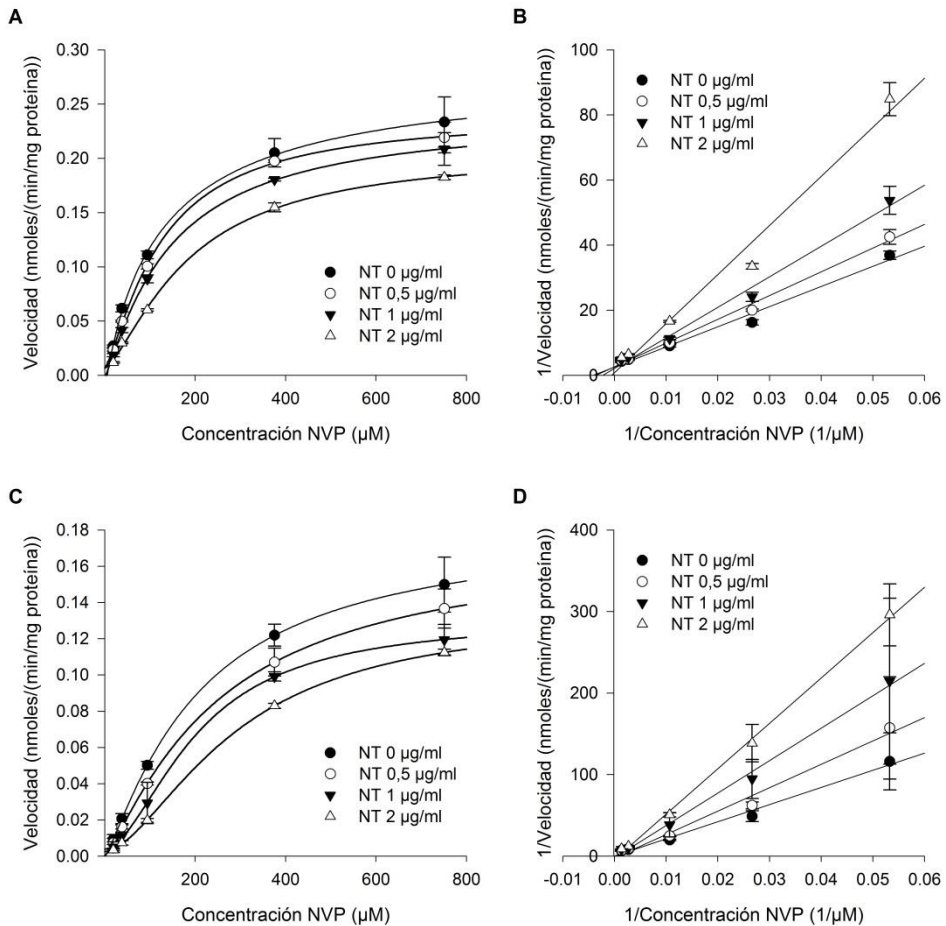 A
Velocidad (nmoles/(min/mg proteína))
0.30
0.25
0.20
0.15
0.10
0.05
0.00
200 400 600 800
Concentración NVP (µM)
NT 0 µg/ml
NT 0,5 µg/ml
NT 1 µg/ml
NT 2 µg/ml
B
1/Velocidad (nmoles/(min/mg proteína))
100
80
60
40
20
0
-0.01 0.00 0.01 0.02 0.03 0.04 0.05 0.06
1/Concentración NVP (1/µM)
NT 0 µg/ml
NT 0,5 µg/ml
NT 1 µg/ml
NT 2 µg/ml
C
Velocidad (nmoles/(min/mg proteína))
0.18
0.16
0.14
0.12
0.10
0.08
0.06
0.04
0.02
0.00
200 400 600 800
Concentración NVP (µM)
NT 0 µg/ml
NT 0,5 µg/ml
NT 1 µg/ml
NT 2 µg/ml
D
1/Velocidad (nmoles/(min/mg proteína))
400
300
200
100
0
-0.01 0.00 0.01 0.02 0.03 0.04 0.05 0.06
1/Concentración NVP (1/µM)
NT 0 µg/ml
NT 0,5 µg/ml
NT 1 µg/ml
NT 2 µg/ml